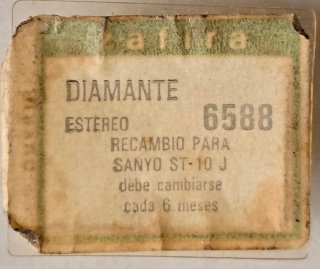 zafira
DIAMANTE
ESTEREO 6588
RECAMBIO PARA
SANYO ST-10 J
debe cambiarse
cada 6 meses